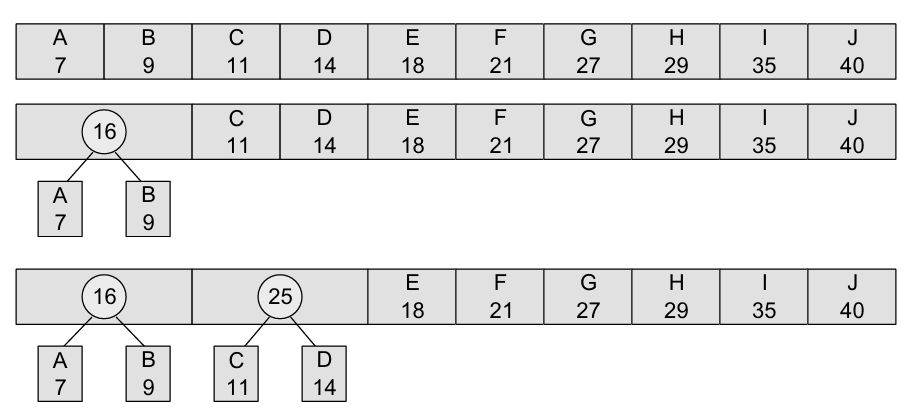 A B C D E F G H I J
7 9 11 14 18 21 27 29 35 40
16 C D E F G H I J
11 14 18 21 27 29 35 40
A B
7 9
16 25 E F G H I J
18 21 27 29 35 40
A B C D
7 9 11 14